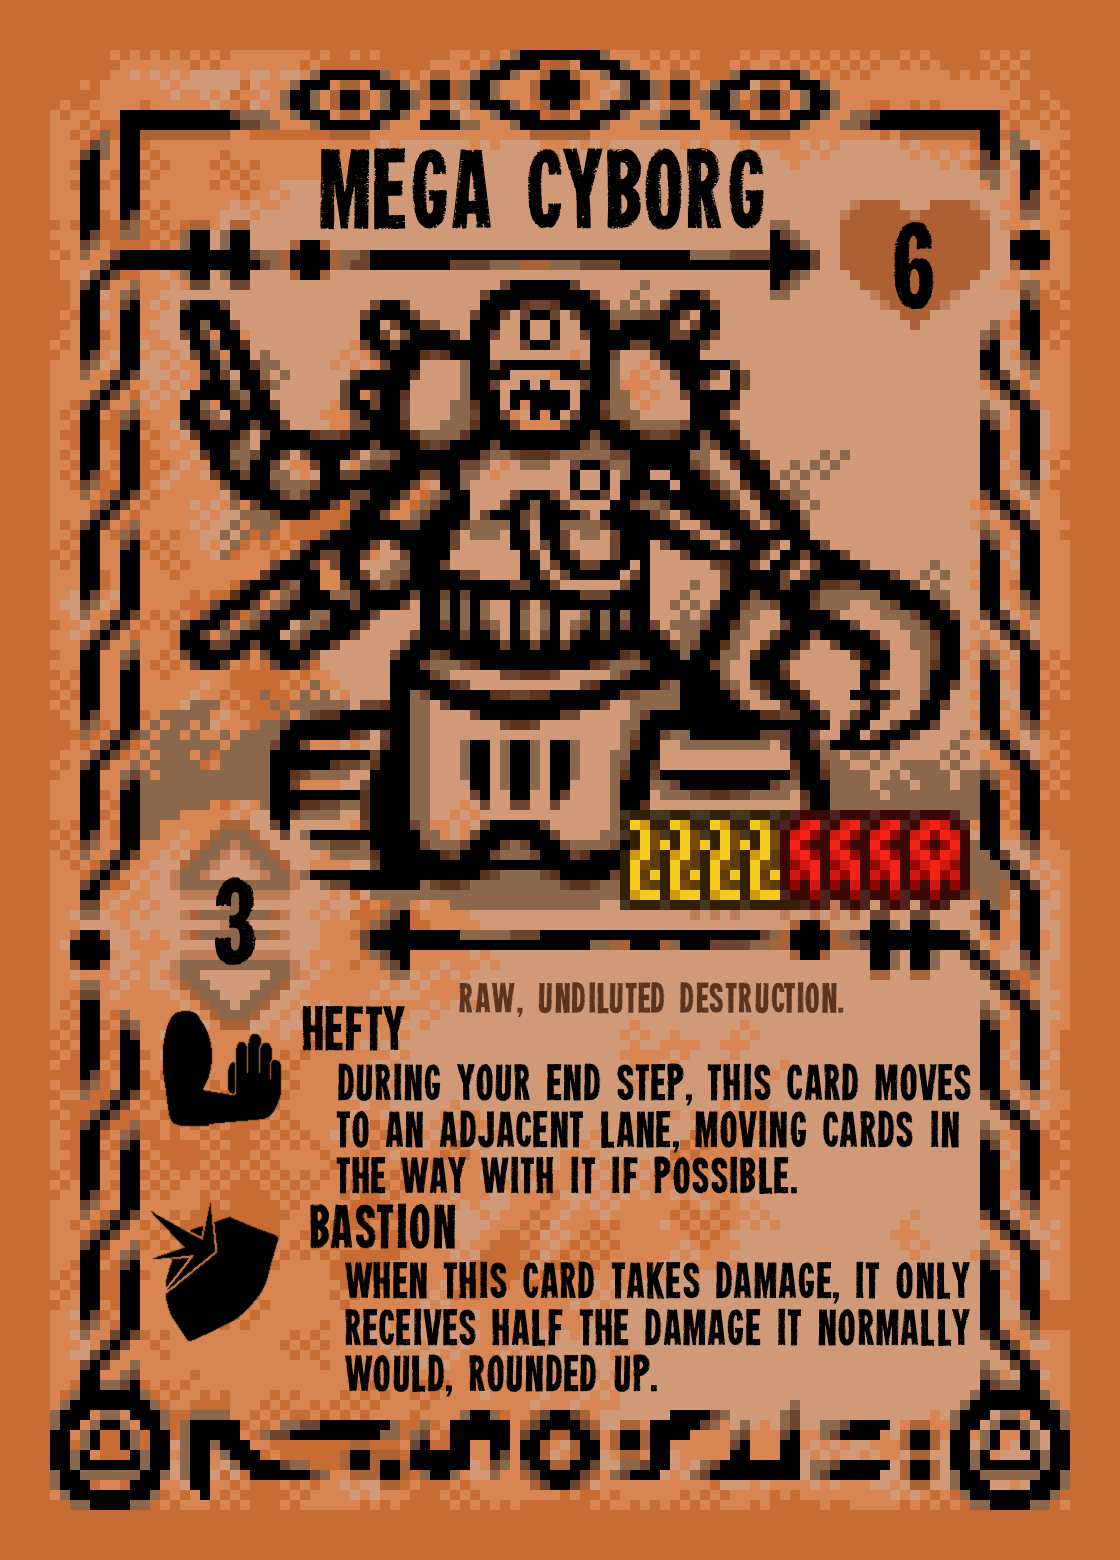 MEGA CYBORG
6
3
RAW, UNDILUTED DESTRUCTION.
HEFTY
DURING YOUR END STEP, THIS CARD MOVES
TO AN ADJACENT LANE, MOVING CARDS IN
THE WAY WITH IT IF POSSIBLE.
BASTION
WHEN THIS CARD TAKES DAMAGE, IT ONLY
RECEIVES HALF THE DAMAGE IT NORMALLY
WOULD, ROUNDED UP.